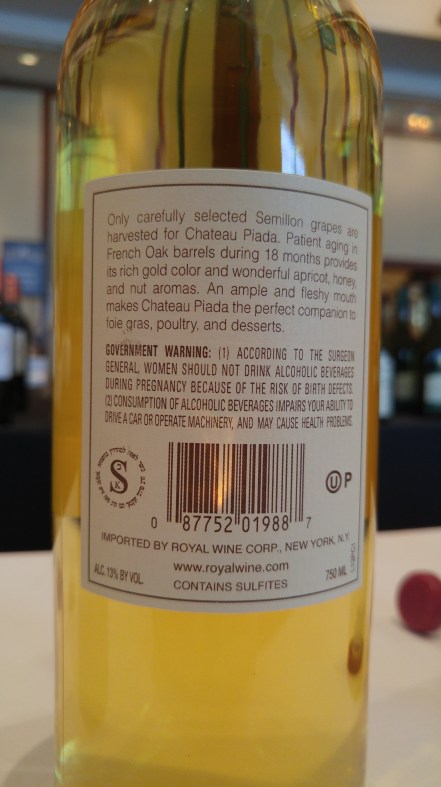 Only carefully selected Semillon grapes are
harvested for Chateau Piada. Patient aging in
French Oak barrels during 18 months provides
its rich gold color and wonderful apricot, honey,
and nut aromas. An ample and fleshy mouth
makes Chateau Piada the perfect companion to
foie gras, poultry, and desserts.
GOVERNMENT WARNING: (1) ACCORDING TO THE SURGEON
GENERAL, WOMEN SHOULD NOT DRINK ALCOHOLIC BEVERAGES
DURING PREGNANCY BECAUSE OF THE RISK OF BIRTH DEFECTS.
(2) CONSUMPTION OF ALCOHOLIC BEVERAGES IMPAIRS YOUR ABILITY TO
DRIVE A CAR OR OPERATE MACHINERY, AND MAY CAUSE HEALTH PROBLEMS.
S K
U P
0 87752 01988 7
IMPORTED BY ROYAL WINE CORP., NEW YORK, N.Y.
www.royalwine.com
ALC. 13% BY VOL.
750 ML
CONTAINS SULFITES